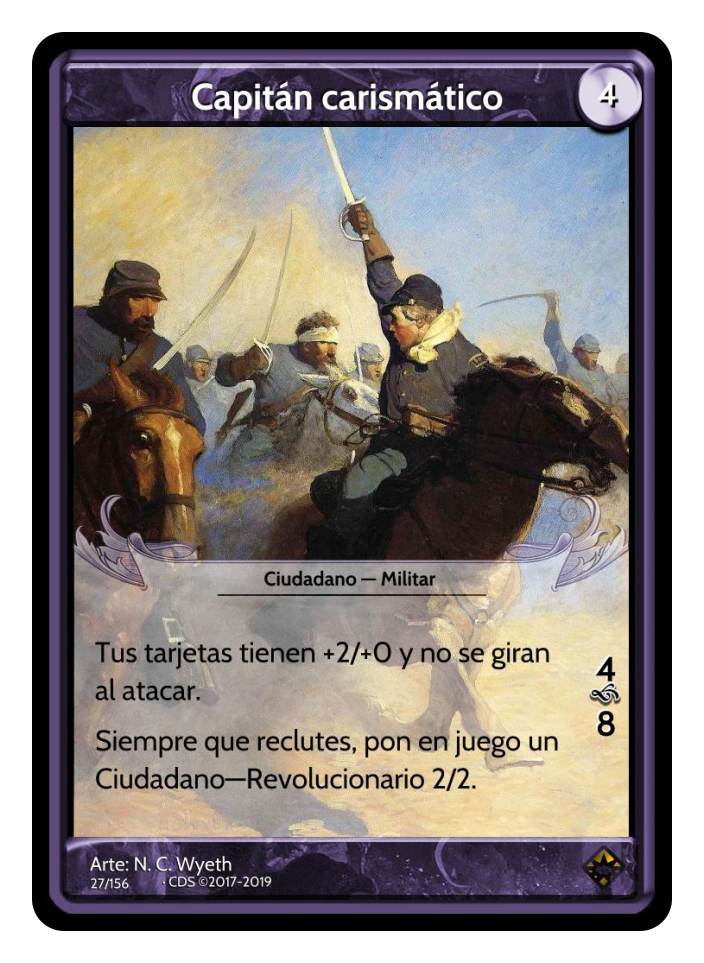 Capitán carismático
4
Ciudadano — Militar
Tus tarjetas tienen +2/+0 y no se giran
al atacar.
Siempre que reclutes, pon en juego un
Ciudadano—Revolucionario 2/2.
4
8
Arte: N. C. Wyeth
27/156 · CDS ©2017-2019